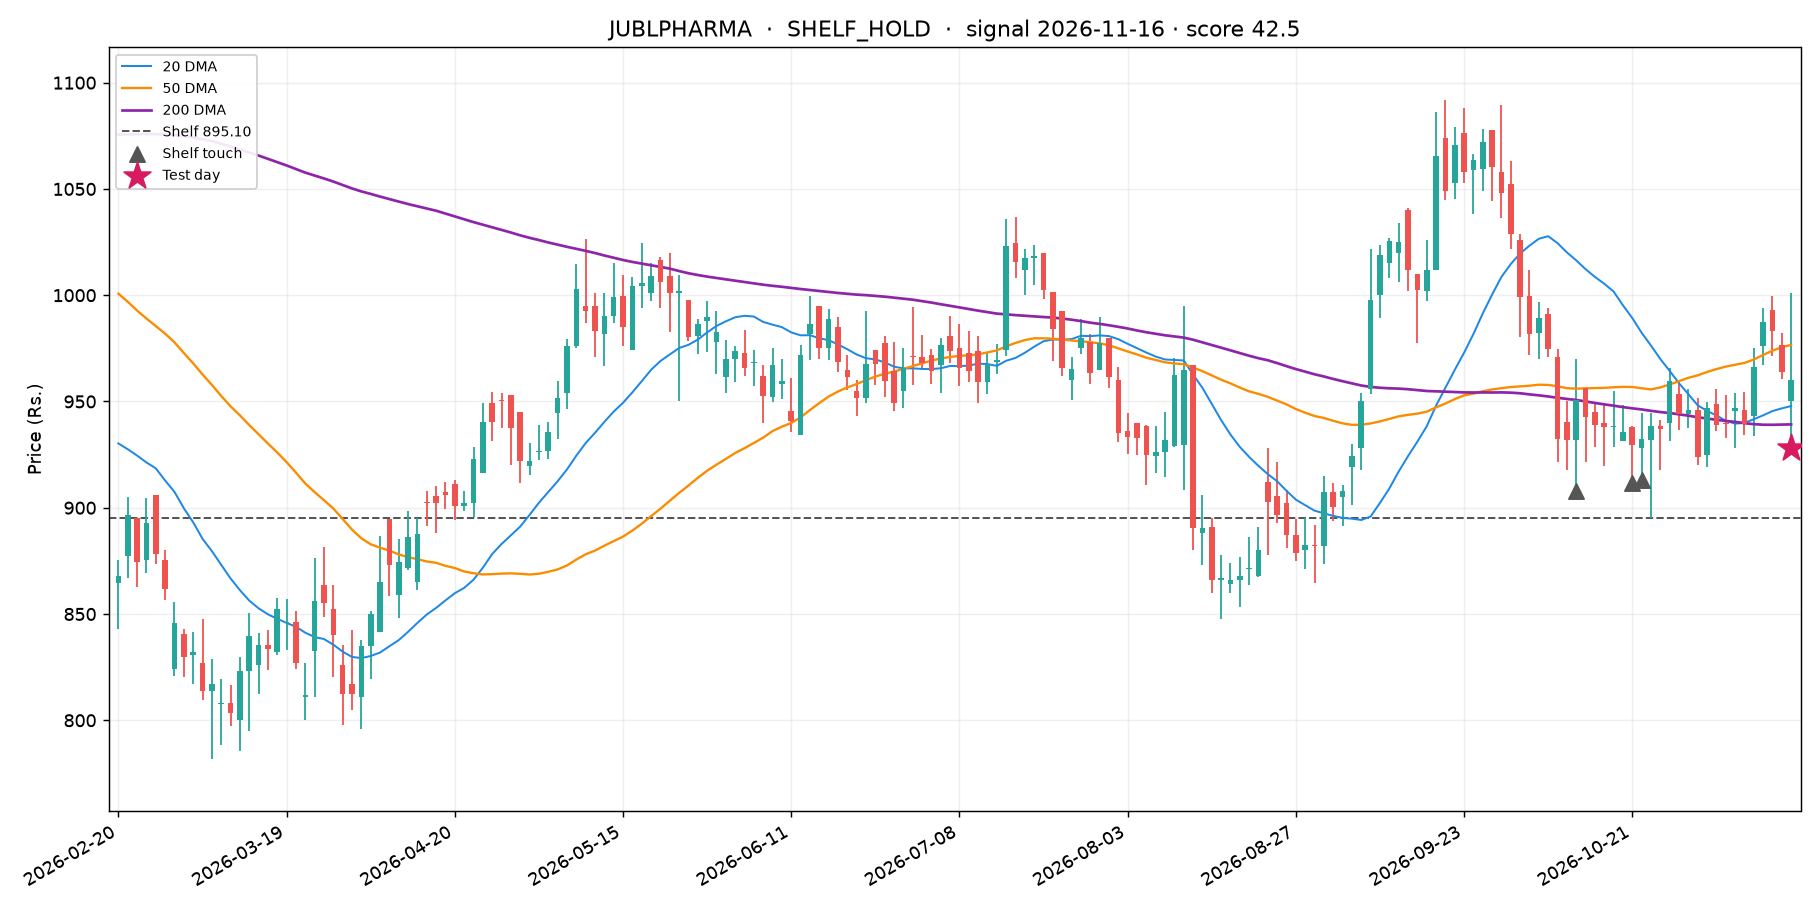 JUBLPHARMA · SHELF_HOLD · signal 2026-11-16 · score 42.5
20 DMA
50 DMA
200 DMA
Shelf 895.10
Shelf touch
Test day
Price (Rs.)
1100
1050
1000
950
900
850
800
2026-02-20
2026-03-19
2026-04-20
2026-05-15
2026-06-11
2026-07-08
2026-08-03
2026-08-27
2026-09-23
2026-10-21